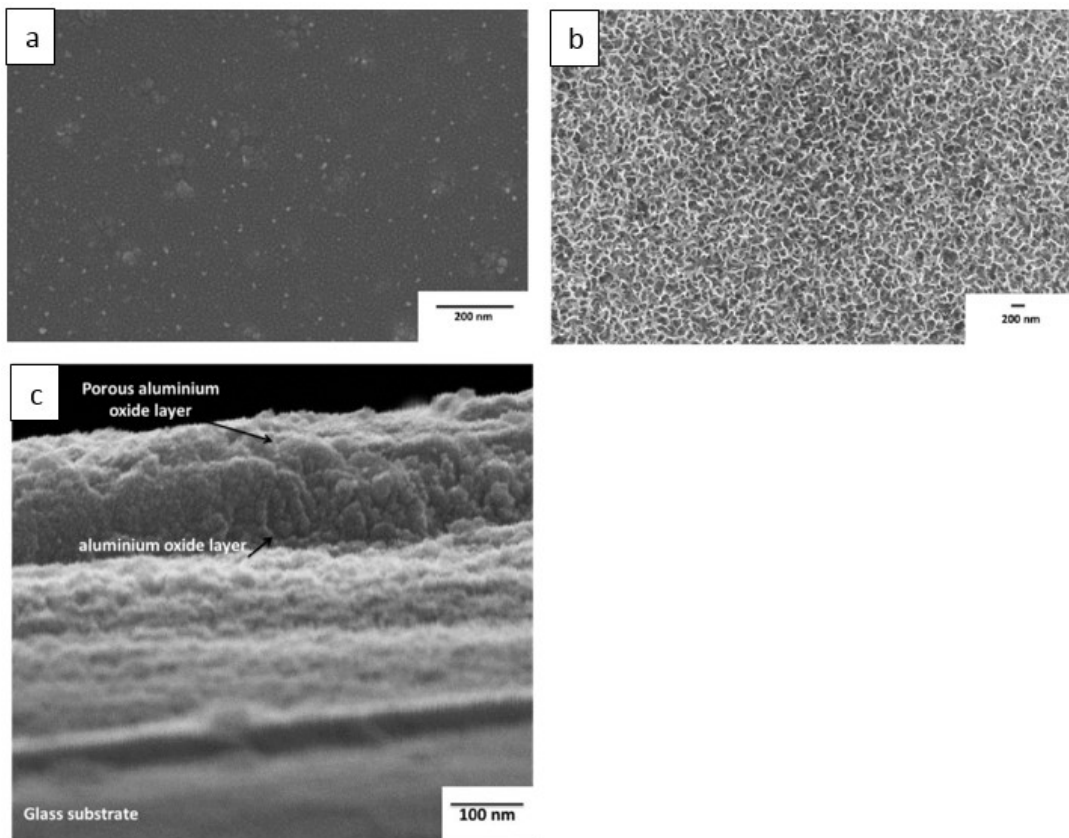 a
b
200 nm
200 nm
c
Porous aluminium
oxide layer
aluminium oxide layer
Glass substrate
100 nm